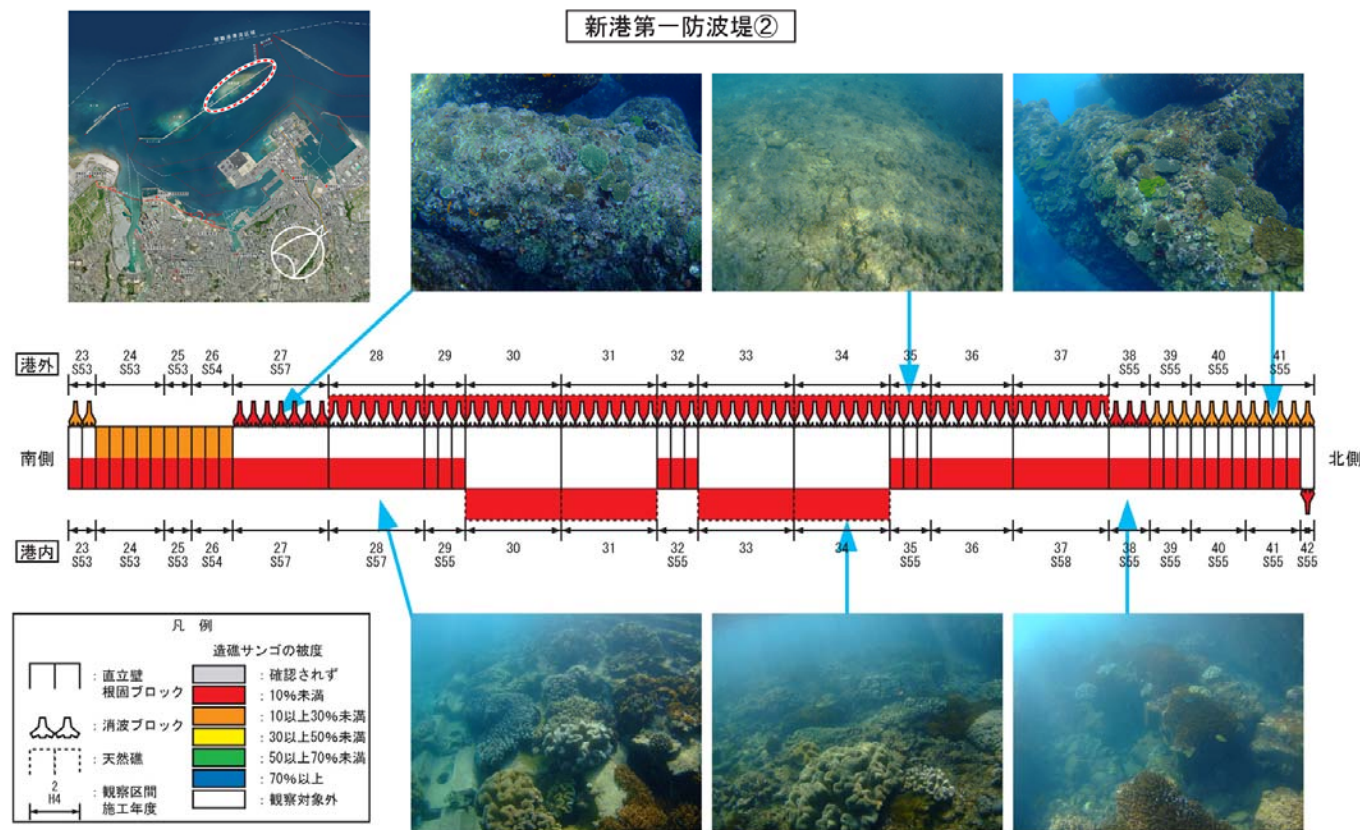 新港第一防波堤②
港外
23 24 25 26 27 28 29 30 31 32 33 34 35 36 37 38 39 40 41
S53 S53 S53 S54 S57 S55 S55 S55 S55
南側
北側
港内
23 24 25 26 27 28 29 30 31 32 33 34 35 36 37 38 39 40 41 42
S53 S53 S53 S54 S57 S57 S55 S55 S55 S58 S55 S55 S55 S55 S55
凡 例
:直立壁
根固ブロック
:消波ブロック
:天然礁
2
H4
:観察区間
施工年度
造礁サンゴの被度
:確認されず
:10%未満
:10以上30%未満
:30以上50%未満
:50以上70%未満
:70%以上
:観察対象外